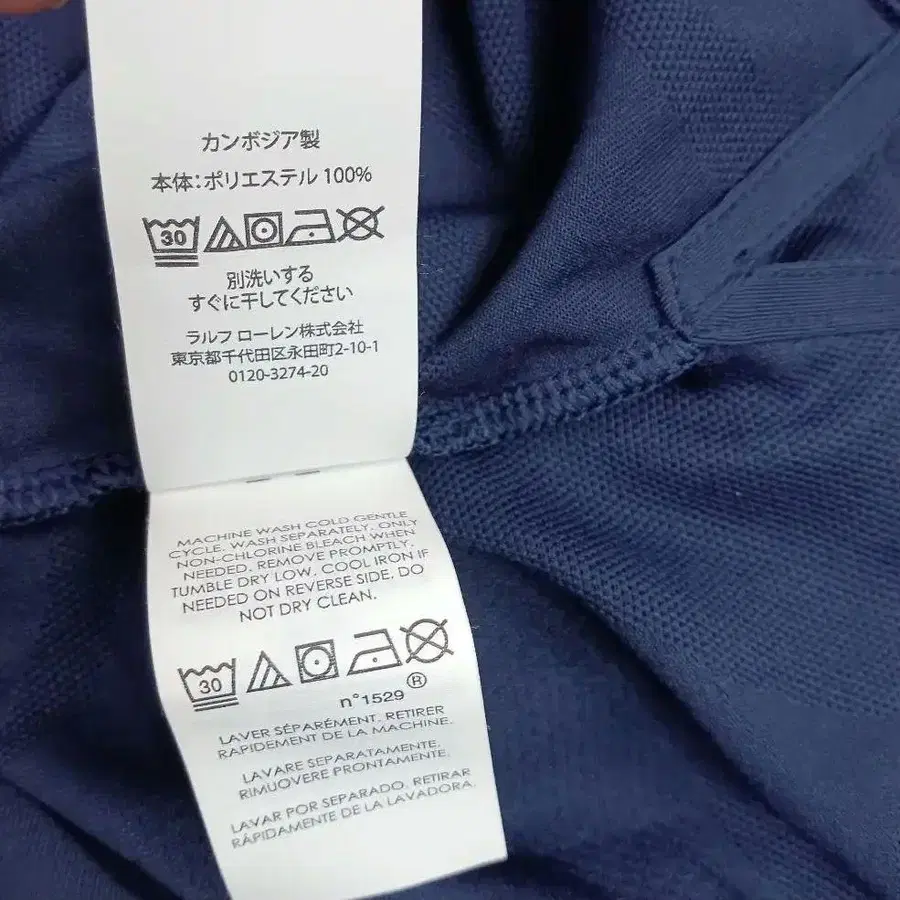 カンボジア製
本体:ポリエステル 100%
30
別洗いする
すぐに干してください
ラルフ ローレン株式会社
東京都千代田区永田町2-10-1
0120-3274-20
MACHINE WASH COLD GENTLE
CYCLE. WASH SEPARATELY. ONLY
NON-CHLORINE BLEACH WHEN
NEEDED. REMOVE PROMPTLY.
TUMBLE DRY LOW. COOL IRON IF
NEEDED ON REVERSE SIDE. DO
NOT DRY CLEAN.
30
n°1529 ®
LAVER SÉPARÉMENT. RETIRER
RAPIDEMENT DE LA MACHINE.
LAVARE SEPARATAMENTE.
RIMUOVERE PRONTAMENTE.
LAVAR POR SEPARADO. RETIRAR
RÁPIDAMENTE DE LA LAVADORA.